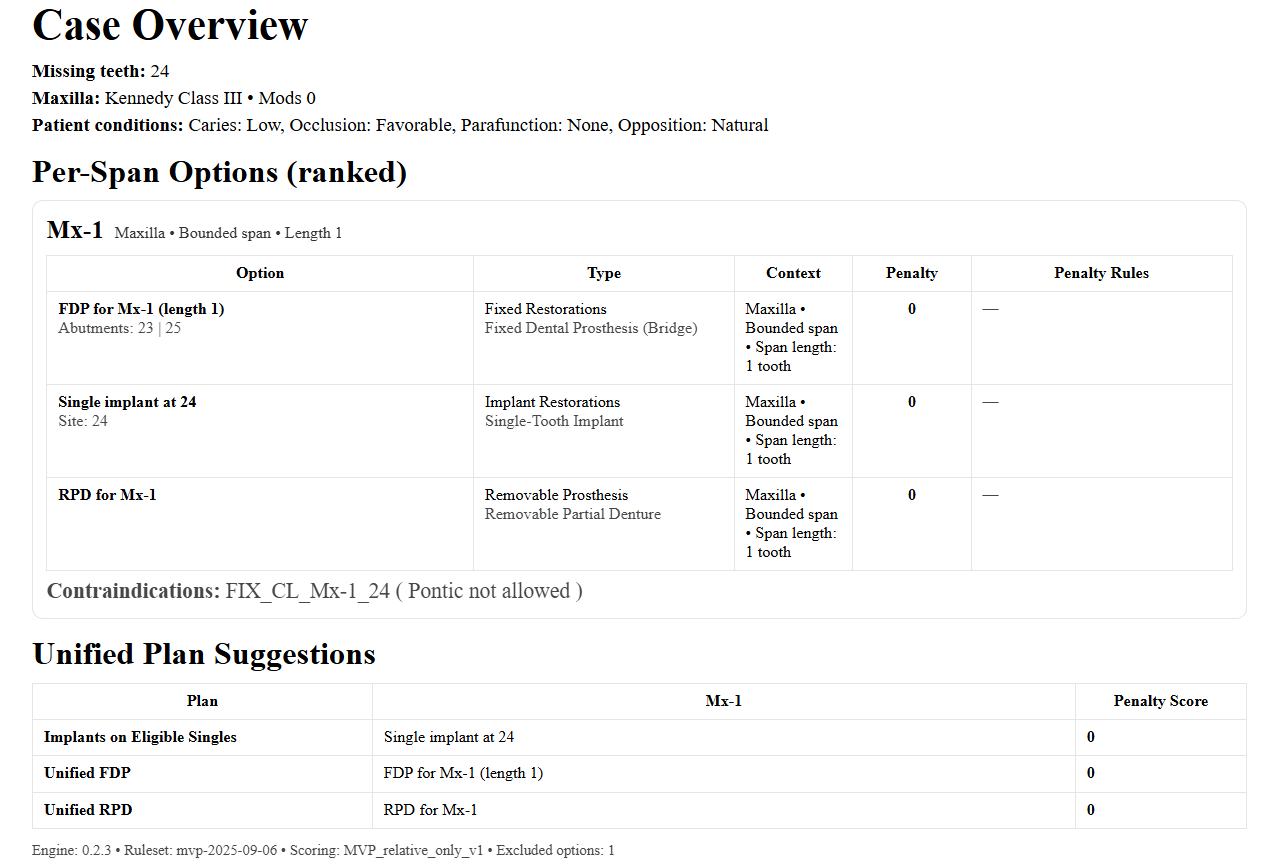 Case Overview
Missing teeth: 24
Maxilla: Kennedy Class III • Mods 0
Patient conditions: Caries: Low, Occlusion: Favorable, Parafunction: None, Opposition: Natural
Per-Span Options (ranked)
Mx-1 Maxilla • Bounded span • Length 1
Option Type Context Penalty Penalty Rules
FDP for Mx-1 (length 1)
Abutments: 23 | 25
Fixed Restorations
Fixed Dental Prosthesis (Bridge)
Maxilla •
Bounded span
• Span length:
1 tooth
0
—
Single implant at 24
Site: 24
Implant Restorations
Single-Tooth Implant
Maxilla •
Bounded span
• Span length:
1 tooth
0
—
RPD for Mx-1
Removable Prosthesis
Removable Partial Denture
Maxilla •
Bounded span
• Span length:
1 tooth
0
—
Contraindications: FIX_CL_Mx-1_24 ( Pontic not allowed )
Unified Plan Suggestions
Plan Mx-1 Penalty Score
Implants on Eligible Singles Single implant at 24 0
Unified FDP FDP for Mx-1 (length 1) 0
Unified RPD RPD for Mx-1 0
Engine: 0.2.3 • Ruleset: mvp-2025-09-06 • Scoring: MVP_relative_only_v1 • Excluded options: 1